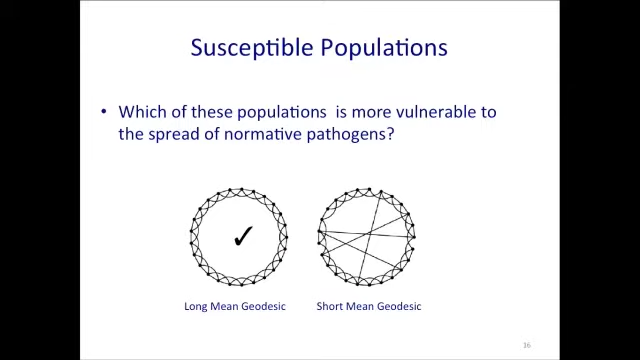 Susceptible Populations
• Which of these populations is more vulnerable to
the spread of normative pathogens?
✓
Long Mean Geodesic
Short Mean Geodesic
16